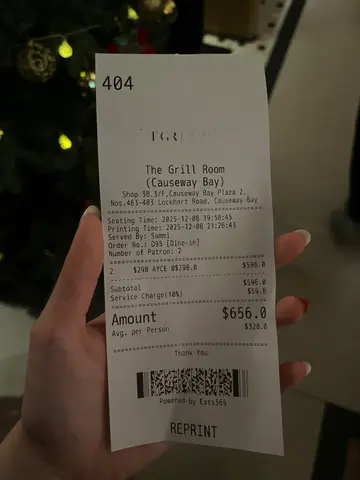 404
The Grill Room
(Causeway Bay)
Shop 3B,3/F,Causeway Bay Plaza 2,
Nos.463-483 Lockhart Road, Causeway Bay
Seating Time: 2025-12-08 19:58:45
Printing Time: 2025-12-08 21:26:43
Served By: Sammi
Order No.: D95 [Dine-in]
Number of Patron: 2
2 $298 AYCE @$298.0 $596.0
Subtotal $596.0
Service Charge(10%) $59.6
Amount $656.0
Avg. per Person $328.0
Thank You
Powered by Eats365
REPRINT